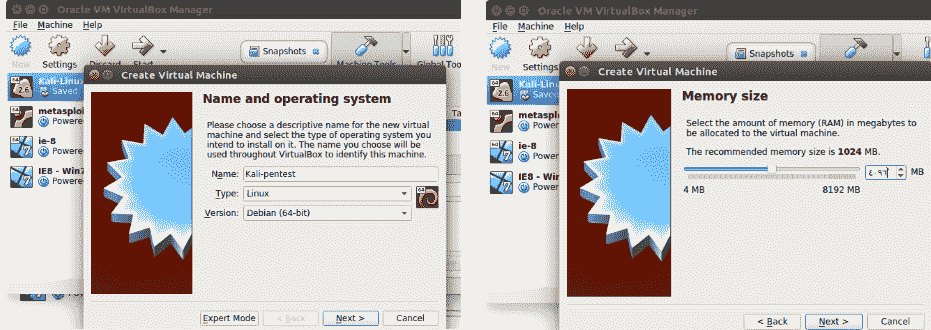 Oracle VM VirtualBox Manager
File Machine Help
New Settings Discard Start Snapshots Machine Tools Global Too
Create Virtual Machine
Kali-Linu
Saved
metasploi
Powere
ie-8
Powere
IE8 - Win7
Powere
Name and operating system
Please choose a descriptive name for the new virtual
machine and select the type of operating system you
intend to install on it. The name you choose will be
used throughout VirtualBox to identify this machine.
Name: Kali-pentest
Type: Linux
Version: Debian (64-bit)
Expert Mode < Back Next > Cancel
Oracle VM VirtualBox Manager
File Machine Help
New Settings Snapshots
Create Virtual Machine
Kali-Linu
Saved
metasploi
Powere
ie-8
Powere
IE8 - Win7
Powere
Memory size
Select the amount of memory (RAM) in megabytes to
be allocated to the virtual machine.
The recommended memory size is 1024 MB.
٤٠٩٦ MB
4 MB 8192 MB
< Back Next > Cancel